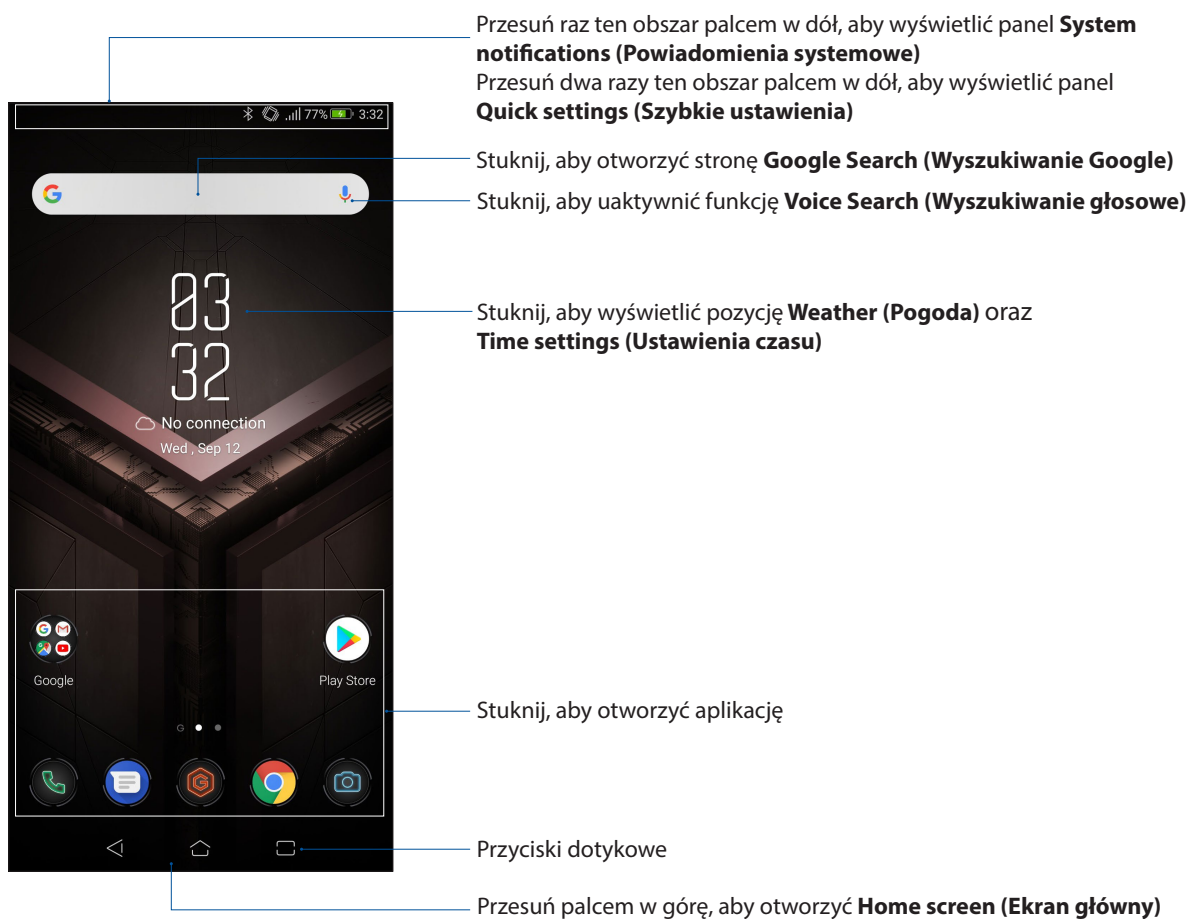 Przesuń raz ten obszar palcem w dół, aby wyświetlić panel System
notifications (Powiadomienia systemowe)
Przesuń dwa razy ten obszar palcem w dół, aby wyświetlić panel
Quick settings (Szybkie ustawienia)
77% 3:32
Stuknij, aby otworzyć stronę Google Search (Wyszukiwanie Google)
Stuknij, aby uaktywnić funkcję Voice Search (Wyszukiwanie głosowe)
03
32
Stuknij, aby wyświetlić pozycję Weather (Pogoda) oraz
Time settings (Ustawienia czasu)
No connection
Wed , Sep 12
Google
Play Store
Stuknij, aby otworzyć aplikację
Przyciski dotykowe
Przesuń palcem w górę, aby otworzyć Home screen (Ekran główny)